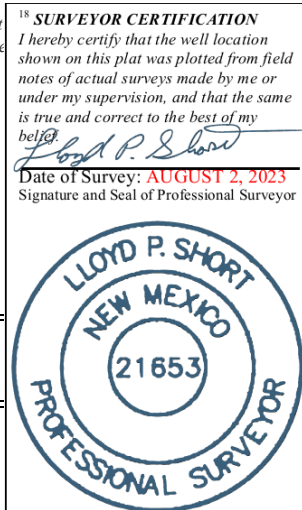 18 SURVEYOR CERTIFICATION
I hereby certify that the well location
shown on this plat was plotted from field
notes of actual surveys made by me or
under my supervision, and that the same
is true and correct to the best of my
belief.
Lloyd P. Short
Date of Survey: AUGUST 2, 2023
Signature and Seal of Professional Surveyor
LLOYD P. SHORT
NEW MEXICO
21653
PROFESSIONAL SURVEYOR